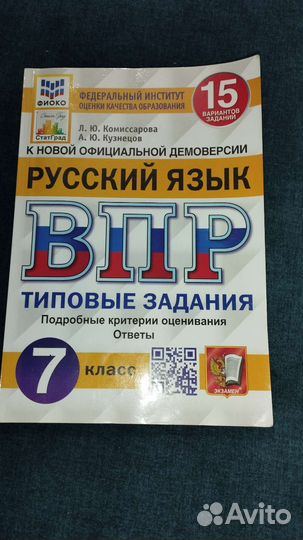 ФИОКО
ФЕДЕРАЛЬНЫЙ ИНСТИТУТ
ОЦЕНКИ КАЧЕСТВА ОБРАЗОВАНИЯ
15
ВАРИАНТОВ
ЗАДАНИЙ
СтатГрад
Л. Ю. Комиссарова
А. Ю. Кузнецов
К НОВОЙ ОФИЦИАЛЬНОЙ ДЕМОВЕРСИИ
РУССКИЙ ЯЗЫК
ВПР
ТИПОВЫЕ ЗАДАНИЯ
Подробные критерии оценивания
Ответы
7 класс
ЭКЗАМЕН
Avito